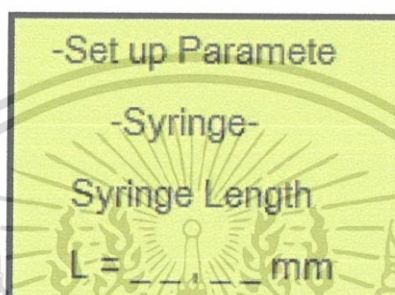 -Set up Paramete
-Syringe-
Syringe Length
L = _ _ , _ _ mm